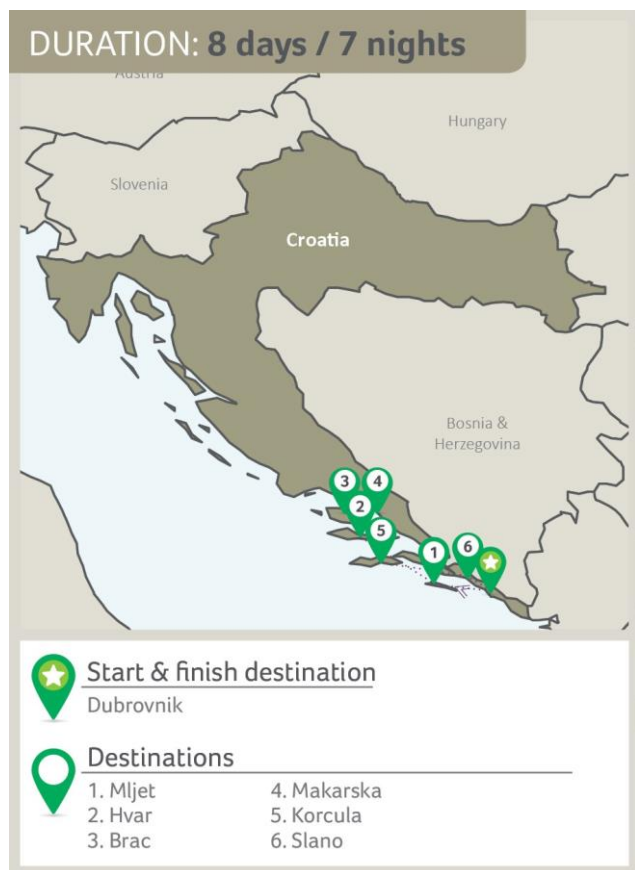 DURATION: 8 days / 7 nights
Austria
Hungary
Slovenia
Croatia
Bosnia &
Herzegovina
3
4
2
5
1
6
Start & finish destination
Dubrovnik
Destinations
1. Mljet
2. Hvar
3. Brac
4. Makarska
5. Korcula
6. Slano